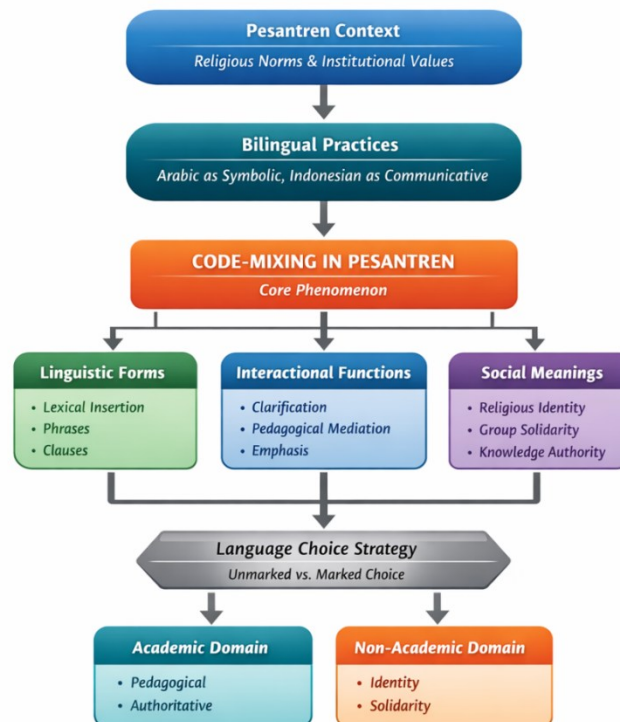 Pesantren Context
Religious Norms & Institutional Values
Bilingual Practices
Arabic as Symbolic, Indonesian as Communicative
CODE-MIXING IN PESANTREN
Core Phenomenon
Linguistic Forms
• Lexical Insertion
• Phrases
• Clauses
Interactional Functions
• Clarification
• Pedagogical Mediation
• Emphasis
Social Meanings
• Religious Identity
• Group Solidarity
• Knowledge Authority
Language Choice Strategy
Unmarked vs. Marked Choice
Academic Domain
• Pedagogical
• Authoritative
Non-Academic Domain
• Identity
• Solidarity